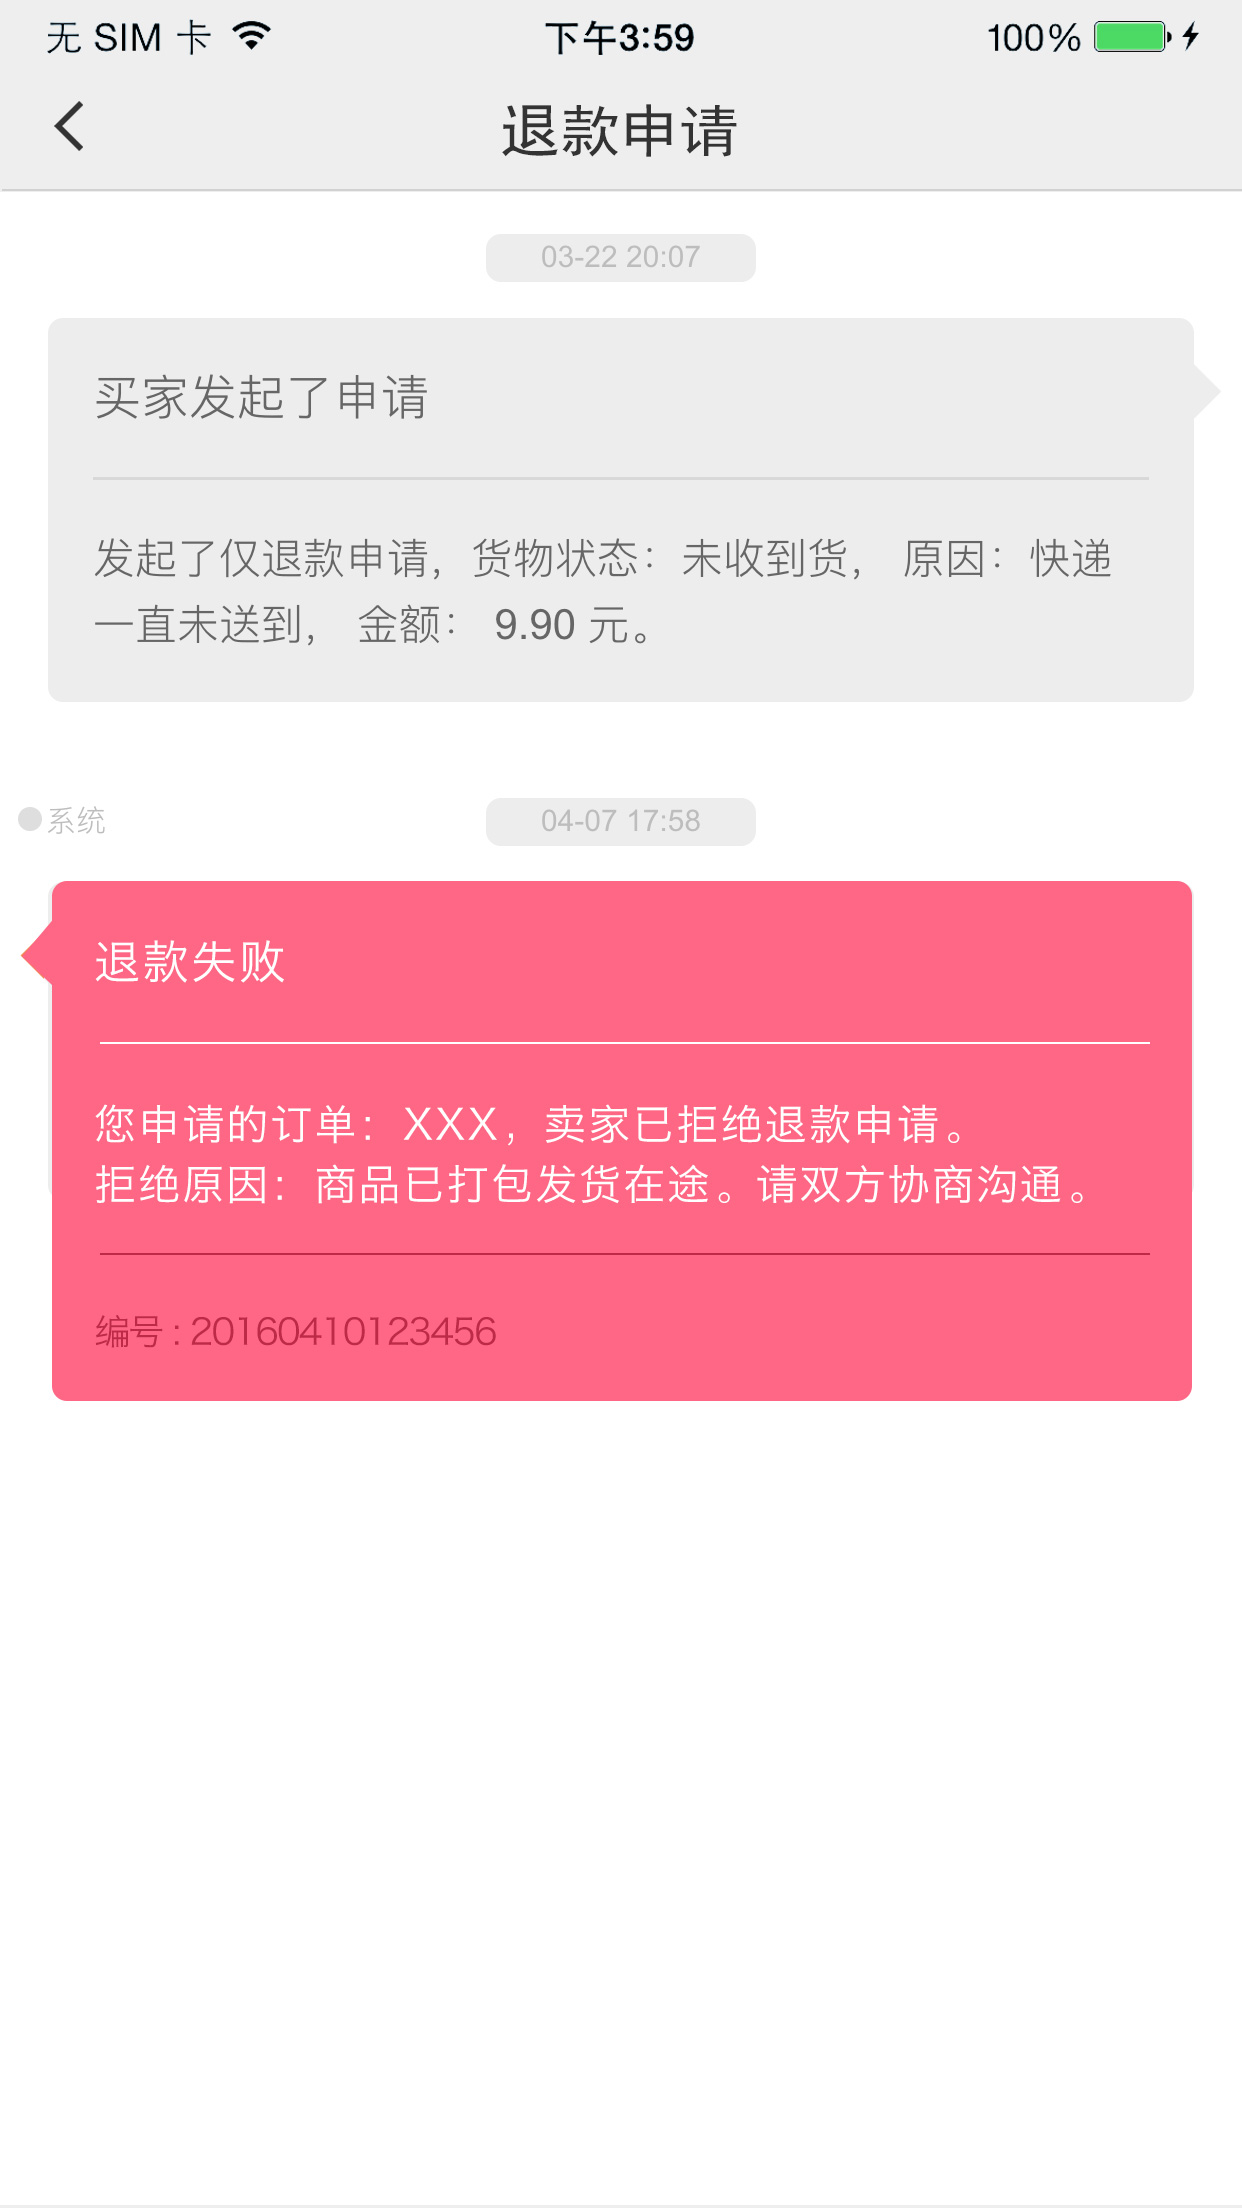 无 SIM 卡 下午3:59 100%
退款申请
03-22 20:07
买家发起了申请
发起了仅退款申请，货物状态：未收到货， 原因：快递
一直未送到， 金额： 9.90 元。
系统 04-07 17:58
退款失败
您申请的订单：XXX，卖家已拒绝退款申请。
拒绝原因：商品已打包发货在途。请双方协商沟通。
编号 : 20160410123456